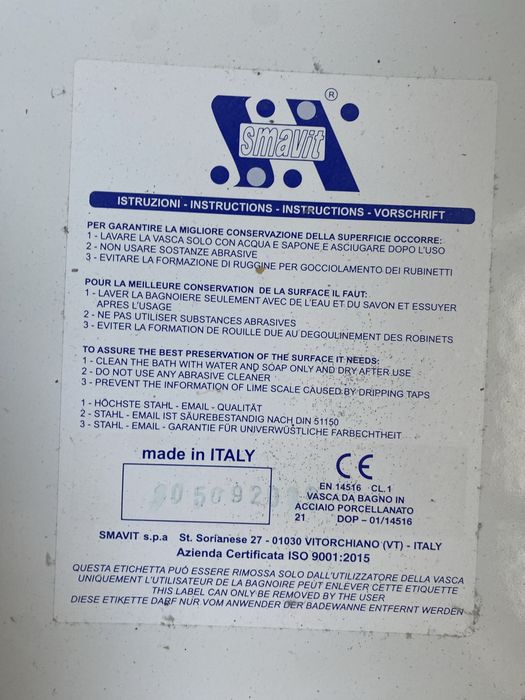 smavit ®
ISTRUZIONI - INSTRUCTIONS - INSTRUCTIONS - VORSCHRIFT
PER GARANTIRE LA MIGLIORE CONSERVAZIONE DELLA SUPERFICIE OCCORRE:
1 - LAVARE LA VASCA SOLO CON ACQUA E SAPONE E ASCIUGARE DOPO L'USO
2 - NON USARE SOSTANZE ABRASIVE
3 - EVITARE LA FORMAZIONE DI RUGGINE PER GOCCIOLAMENTO DEI RUBINETTI
POUR LA MEILLEURE CONSERVATION DE LA SURFACE IL FAUT:
1 - LAVER LA BAGNOIERE SEULEMENT AVEC DE L'EAU ET DU SAVON ET ESSUYER
APRES L'USAGE
2 - NE PAS UTILISER SUBSTANCES ABRASIVES
3 - EVITER LA FORMATION DE ROUILLE DUE AU DEGOULINEMENT DES ROBINETS
TO ASSURE THE BEST PRESERVATION OF THE SURFACE IT NEEDS:
1 - CLEAN THE BATH WITH WATER AND SOAP ONLY AND DRY AFTER USE
2 - DO NOT USE ANY ABRASIVE CLEANER
3 - PREVENT THE INFORMATION OF LIME SCALE CAUSED BY DRIPPING TAPS
1 - HÖCHSTE STAHL - EMAIL - QUALITÄT
2 - STAHL - EMAIL IST SÄUREBESTANDIG NACH DIN 51150
3 - STAHL - EMAIL - GARANTIE FÜR UNIVERWÜSTLICHE FARBECHTHEIT
made in ITALY
CE
EN 14516 CL.1
VASCA DA BAGNO IN
ACCIAIO PORCELLANATO
21 DOP - 01/14516
SMAVIT s.p.a St. Sorianese 27 - 01030 VITORCHIANO (VT) - ITALY
Azienda Certificata ISO 9001:2015
QUESTA ETICHETTA PUÓ ESSERE RIMOSSA SOLO DALL'UTILIZZATORE DELLA VASCA
UNIQUEMENT L'UTILISATEUR DE LA BAGNOIRE PEÚT ENLEVER CETTE ETIQUETTE
THIS LABEL CAN ONLY BE REMOVED BY THE USER
DIESE ETIKETTE DARF NUR VOM ANWENDER DER BADEWANNE ENTFERNT WERDEN